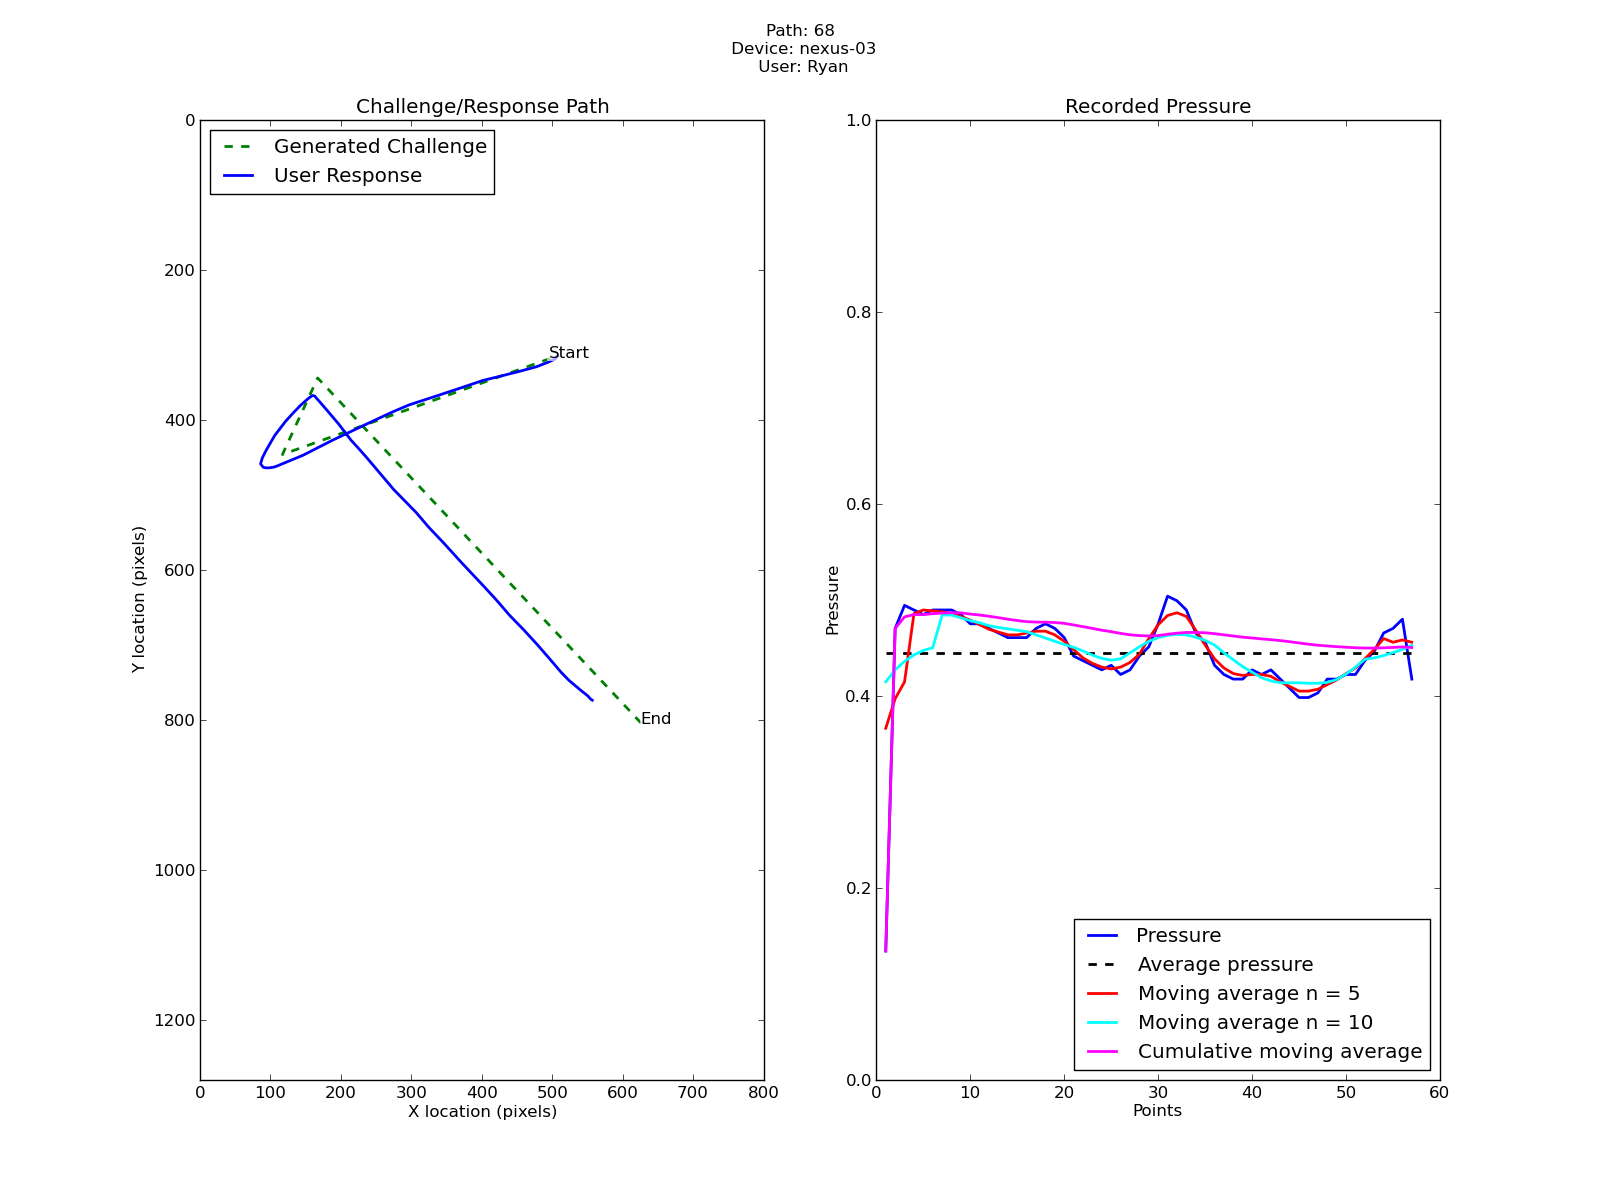 Path: 68
Device: nexus-03
User: Ryan
Challenge/Response Path
Generated Challenge
User Response
Start
End
0
200
400
600
800
1000
1200
Y location (pixels)
0 100 200 300 400 500 600 700 800
X location (pixels)
Recorded Pressure
1.0
0.8
0.6
0.4
0.2
0.0
Pressure
Pressure
Average pressure
Moving average n = 5
Moving average n = 10
Cumulative moving average
0 10 20 30 40 50 60
Points